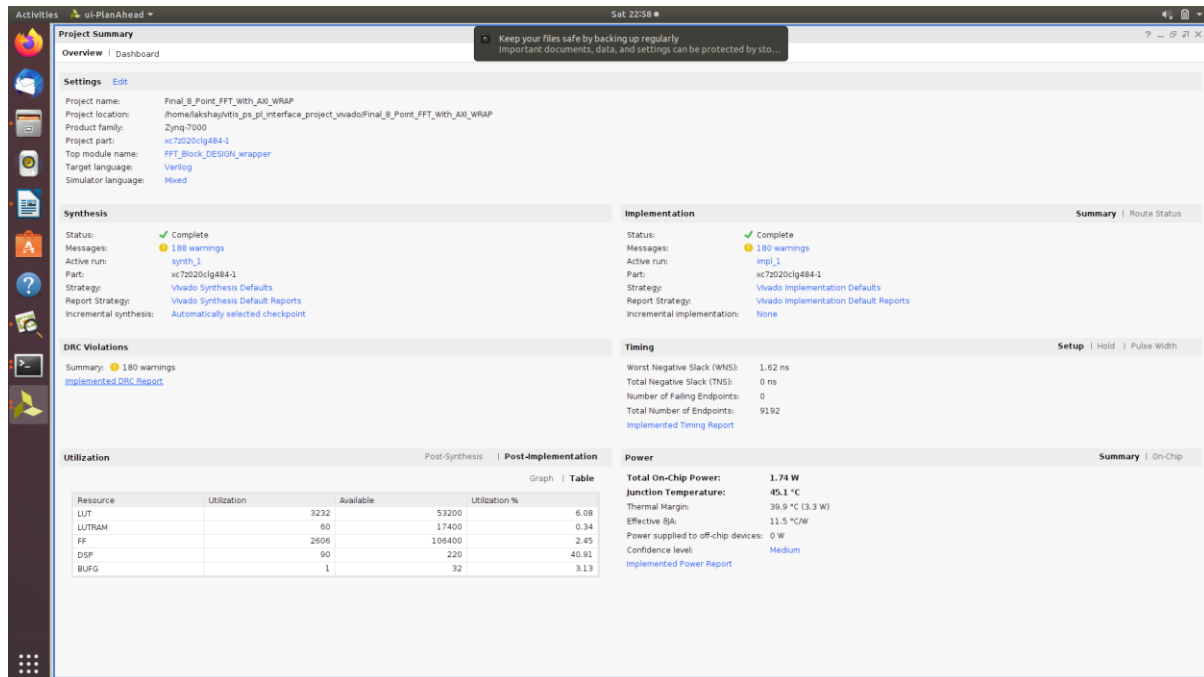 Activities ui-PlanAhead Sat 22:58
Project Summary
Keep your files safe by backing up regularly
Important documents, data, and settings can be protected by sto...
Overview | Dashboard
Settings Edit
Project name: Final_8_Point_FFT_With_AXI_WRAP
Project location: /home/lakshay/vitis_ps_pl_interface_project_vivado/Final_8_Point_FFT_With_AXI_WRAP
Product family: Zynq-7000
Project part: xc7z020clg484-1
Top module name: FFT_Block_DESIGN_wrapper
Target language: Verilog
Simulator language: Mixed
Synthesis
Status: Complete
Messages: 188 warnings
Active run: synth_1
Part: xc7z020clg484-1
Strategy: Vivado Synthesis Defaults
Report Strategy: Vivado Synthesis Default Reports
Incremental synthesis: Automatically selected checkpoint
Implementation Summary | Route Status
Status: Complete
Messages: 180 warnings
Active run: impl_1
Part: xc7z020clg484-1
Strategy: Vivado Implementation Defaults
Report Strategy: Vivado Implementation Default Reports
Incremental implementation: None
DRC Violations
Summary: 180 warnings
Implemented DRC Report
Timing Setup | Hold | Pulse Width
Worst Negative Slack (WNS): 1.62 ns
Total Negative Slack (TNS): 0 ns
Number of Failing Endpoints: 0
Total Number of Endpoints: 9192
Implemented Timing Report
Utilization Post-Synthesis | Post-Implementation
Graph | Table
Resource Utilization Available Utilization %
LUT 3232 53200 6.08
LUTRAM 60 17400 0.34
FF 2606 106400 2.45
DSP 90 220 40.91
BUFG 1 32 3.13
Power Summary | On-Chip
Total On-Chip Power: 1.74 W
Junction Temperature: 45.1 °C
Thermal Margin: 39.9 °C (3.3 W)
Effective ϑJA: 11.5 °C/W
Power supplied to off-chip devices: 0 W
Confidence level: Medium
Implemented Power Report